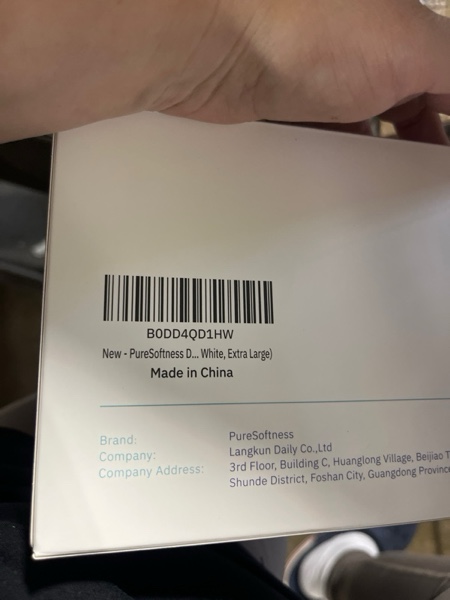 B0DD4QD1HW
New - PureSoftness D... White, Extra Large)
Made in China
Brand: PureSoftness
Company: Langkun Daily Co.,Ltd
Company Address: 3rd Floor, Building C, Huanglong Village, Beijiao T
Shunde District, Foshan City, Guangdong Province